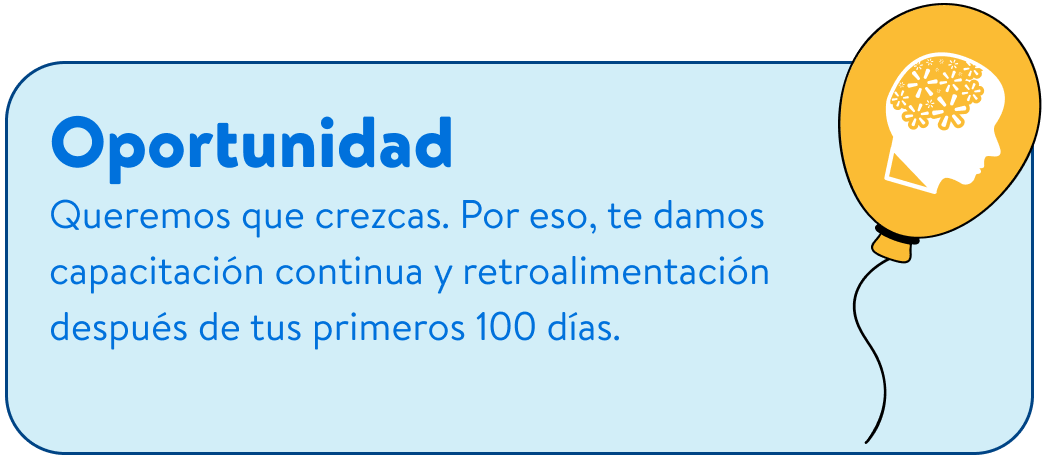 Oportunidad
Queremos que crezcas. Por eso, te damos
capacitación continua y retroalimentación
después de tus primeros 100 días.